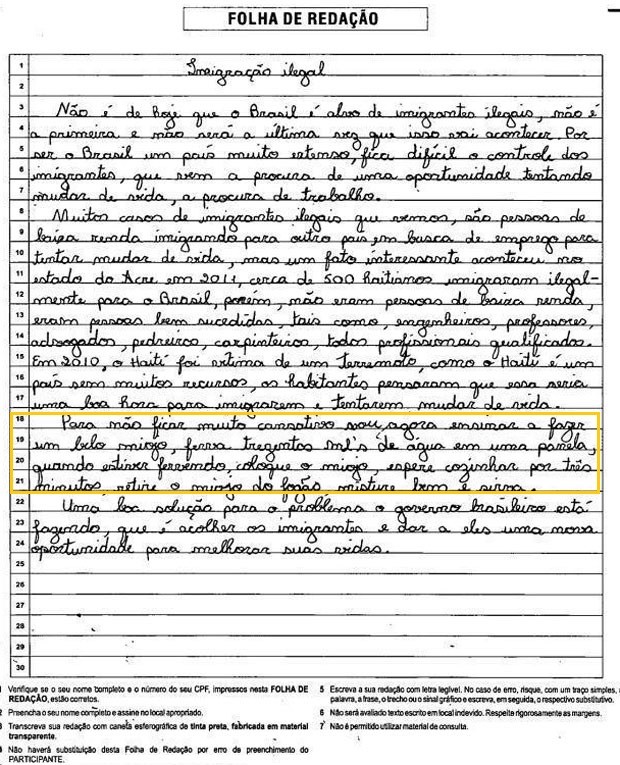 FOLHA DE REDAÇÃO
1 Imigração ilegal
2
3 Não é de hoje que o Brasil é alvo de imigrantes ilegais, não é
4 a primeira e não será a última vez que isso vai acontecer. Por
5 ser o Brasil um país muito extenso, fica difícil o controle dos
6 imigrantes, que vem a procura de uma oportunidade tentando
7 mudar de vida, a procura de trabalho.
8 Muitos casos de imigrantes ilegais que vemos, são pessoas de
9 baixa renda imigrando para outro país, em busca de emprego para
10 tentar mudar de vida, mas um fato interessante aconteceu no
11 estado do Acre, em 2011, cerca de 500 haitianos imigraram ilegal-
12 mente para o Brasil, porém, não eram pessoas de baixa renda,
13 eram pessoas bem sucedidas, tais como, engenheiros, professores,
14 advogados, pedreiros, carpinteiros, todos profissionais qualificados.
15 Em 2010, o Haiti foi vítima de um terremoto, como o Haiti é um
16 país sem muitos recursos, os habitantes pensaram que essa seria
17 uma boa hora para imigrarem e tentarem mudar de vida.
18 Para não ficar muito cansativo, vou agora ensinar a fazer
19 um belo miojo, ferva trezentos ml's de água em uma panela,
20 quando estiver fervendo, coloque o miojo, espere cozinhar por três
21 minutos, retire o miojo do fogão, misture bem e sirva.
22 Uma boa solução para o problema o governo brasileiro está
23 fazendo, que é acolher os imigrantes e dar a eles uma nova
24 oportunidade para melhorar suas vidas.
25
26
27
28
29
30
1 Verifique se o seu nome completo e o número do seu CPF, impressos nesta FOLHA DE
REDAÇÃO, estão corretos.
2 Preencha o seu nome completo e assine no local apropriado.
3 Transcreva sua redação com caneta esferográfica de tinta preta, fabricada em material
transparente.
Não haverá substituição desta Folha de Redação por erro de preenchimento do
PARTICIPANTE.
5 Escreva a sua redação com letra legível. No caso de erro, risque, com um traço simples, a
palavra, a frase, o trecho ou o sinal gráfico e escreva, em seguida, o respectivo substitutivo.
6 Não será avaliado texto escrito em local indevido. Respeite rigorosamente as margens.
7 Não é permitido utilizar material de consulta.